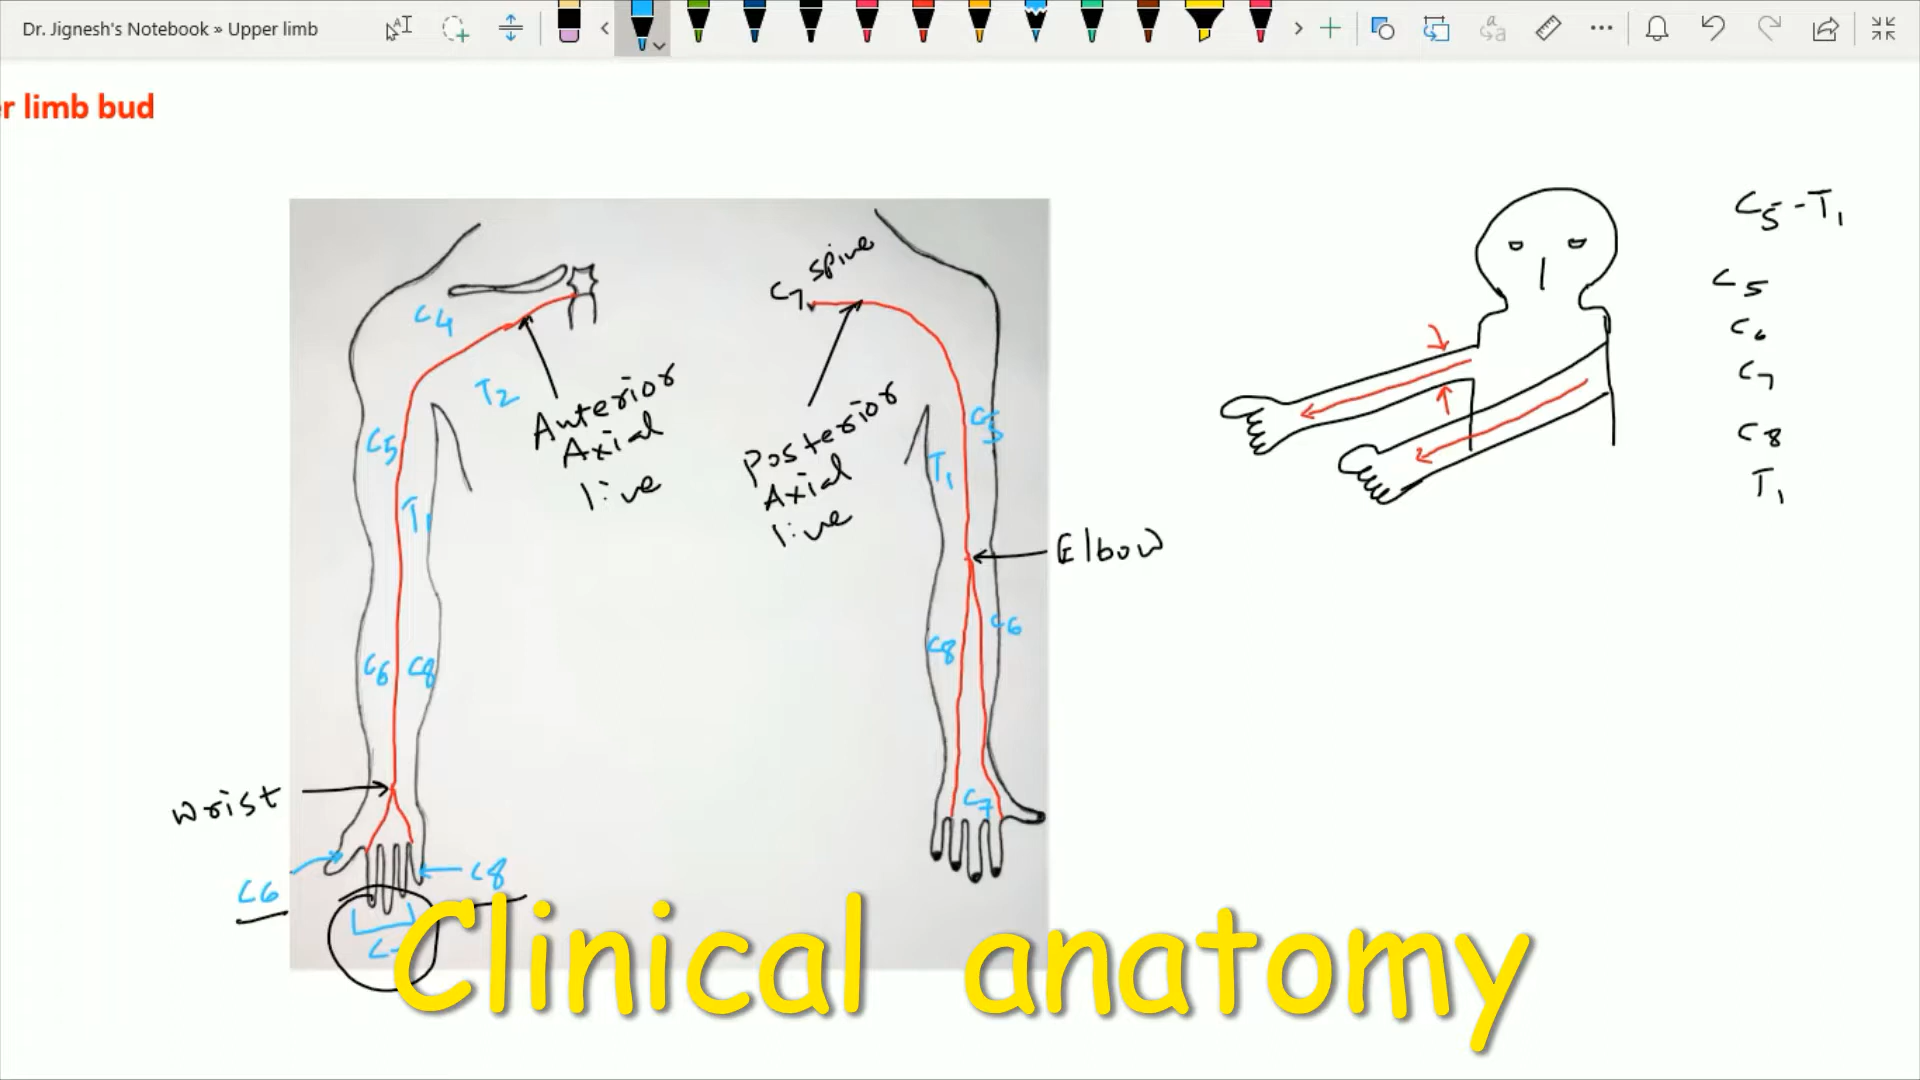 Dr. Jignesh's Notebook » Upper limb
er limb bud
C5-T1
C7 spine
C4
C5
T2
Anterior
Axial
line
Posterior
Axial
line
C6
C7
C8
T1
C5
T1
C5
T1
Elbow
C6
C8
C8
C6
Wrist
C7
C6
C8
Clinical anatomy